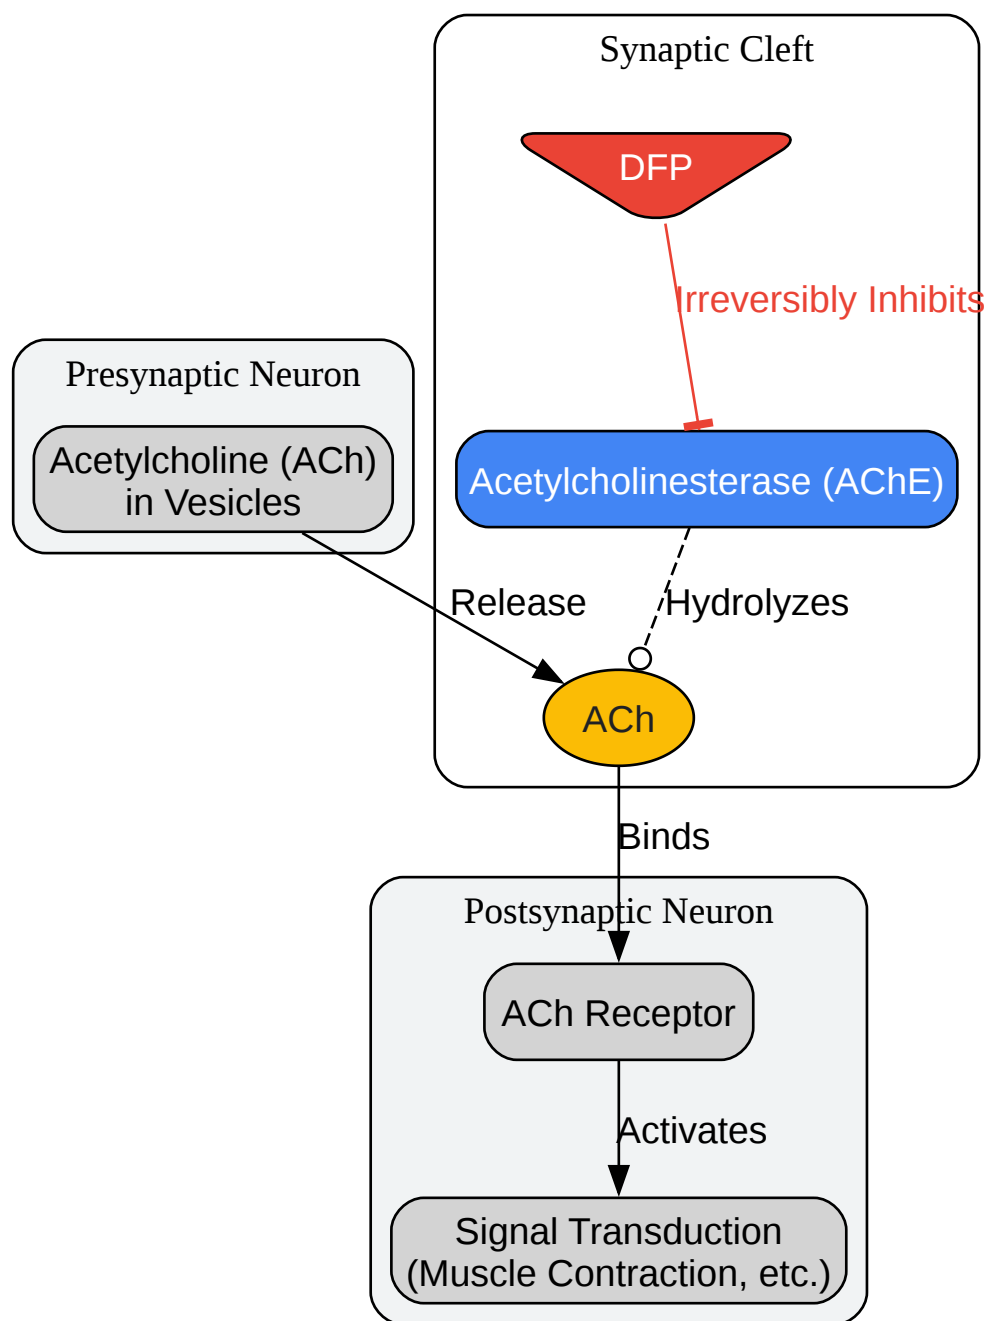 Synaptic Cleft
DFP
Irreversibly Inhibits
Presynaptic Neuron
Acetylcholine (ACh)
in Vesicles
Acetylcholinesterase (AChE)
Release
Hydrolyzes
ACh
Binds
Postsynaptic Neuron
ACh Receptor
Activates
Signal Transduction
(Muscle Contraction, etc.)